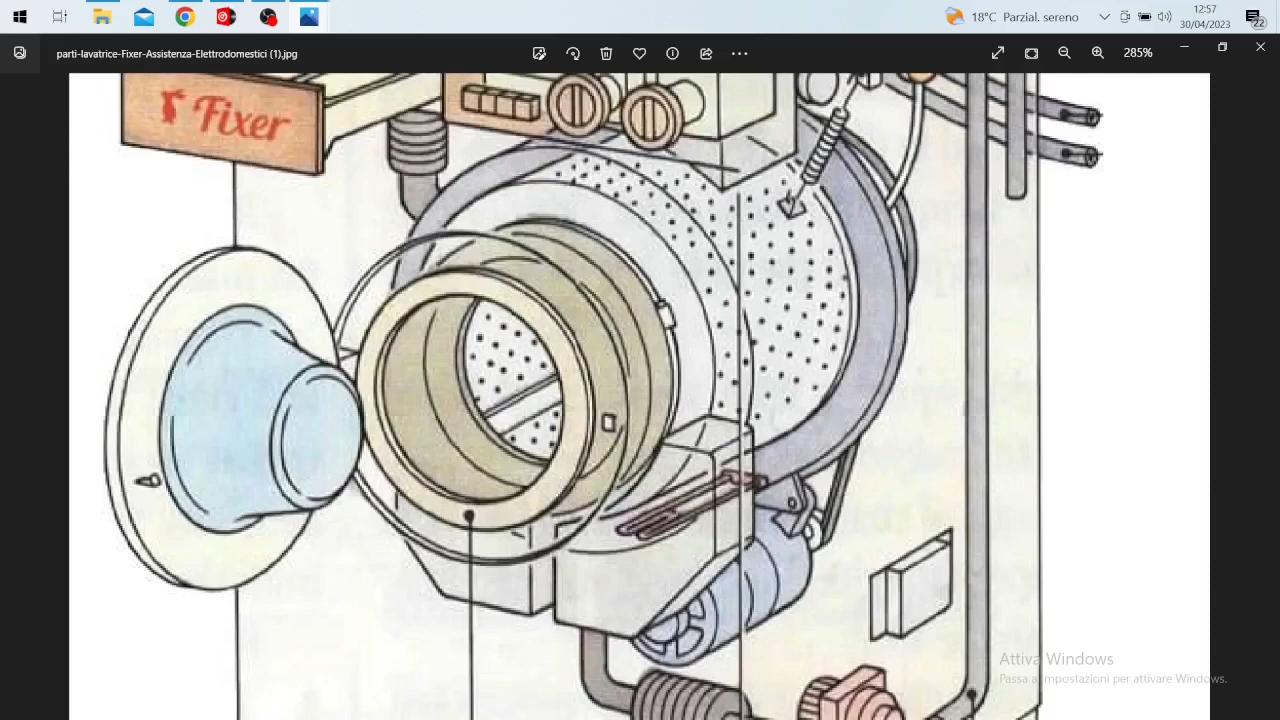 12:57
18°C Parzial. sereno
30/04/2023
22
parti-lavatrice-Fixer-Assistenza-Elettrodomestici (1).jpg
285%
Fixer
Attiva Windows
Passa a impostazioni per attivare Windows.